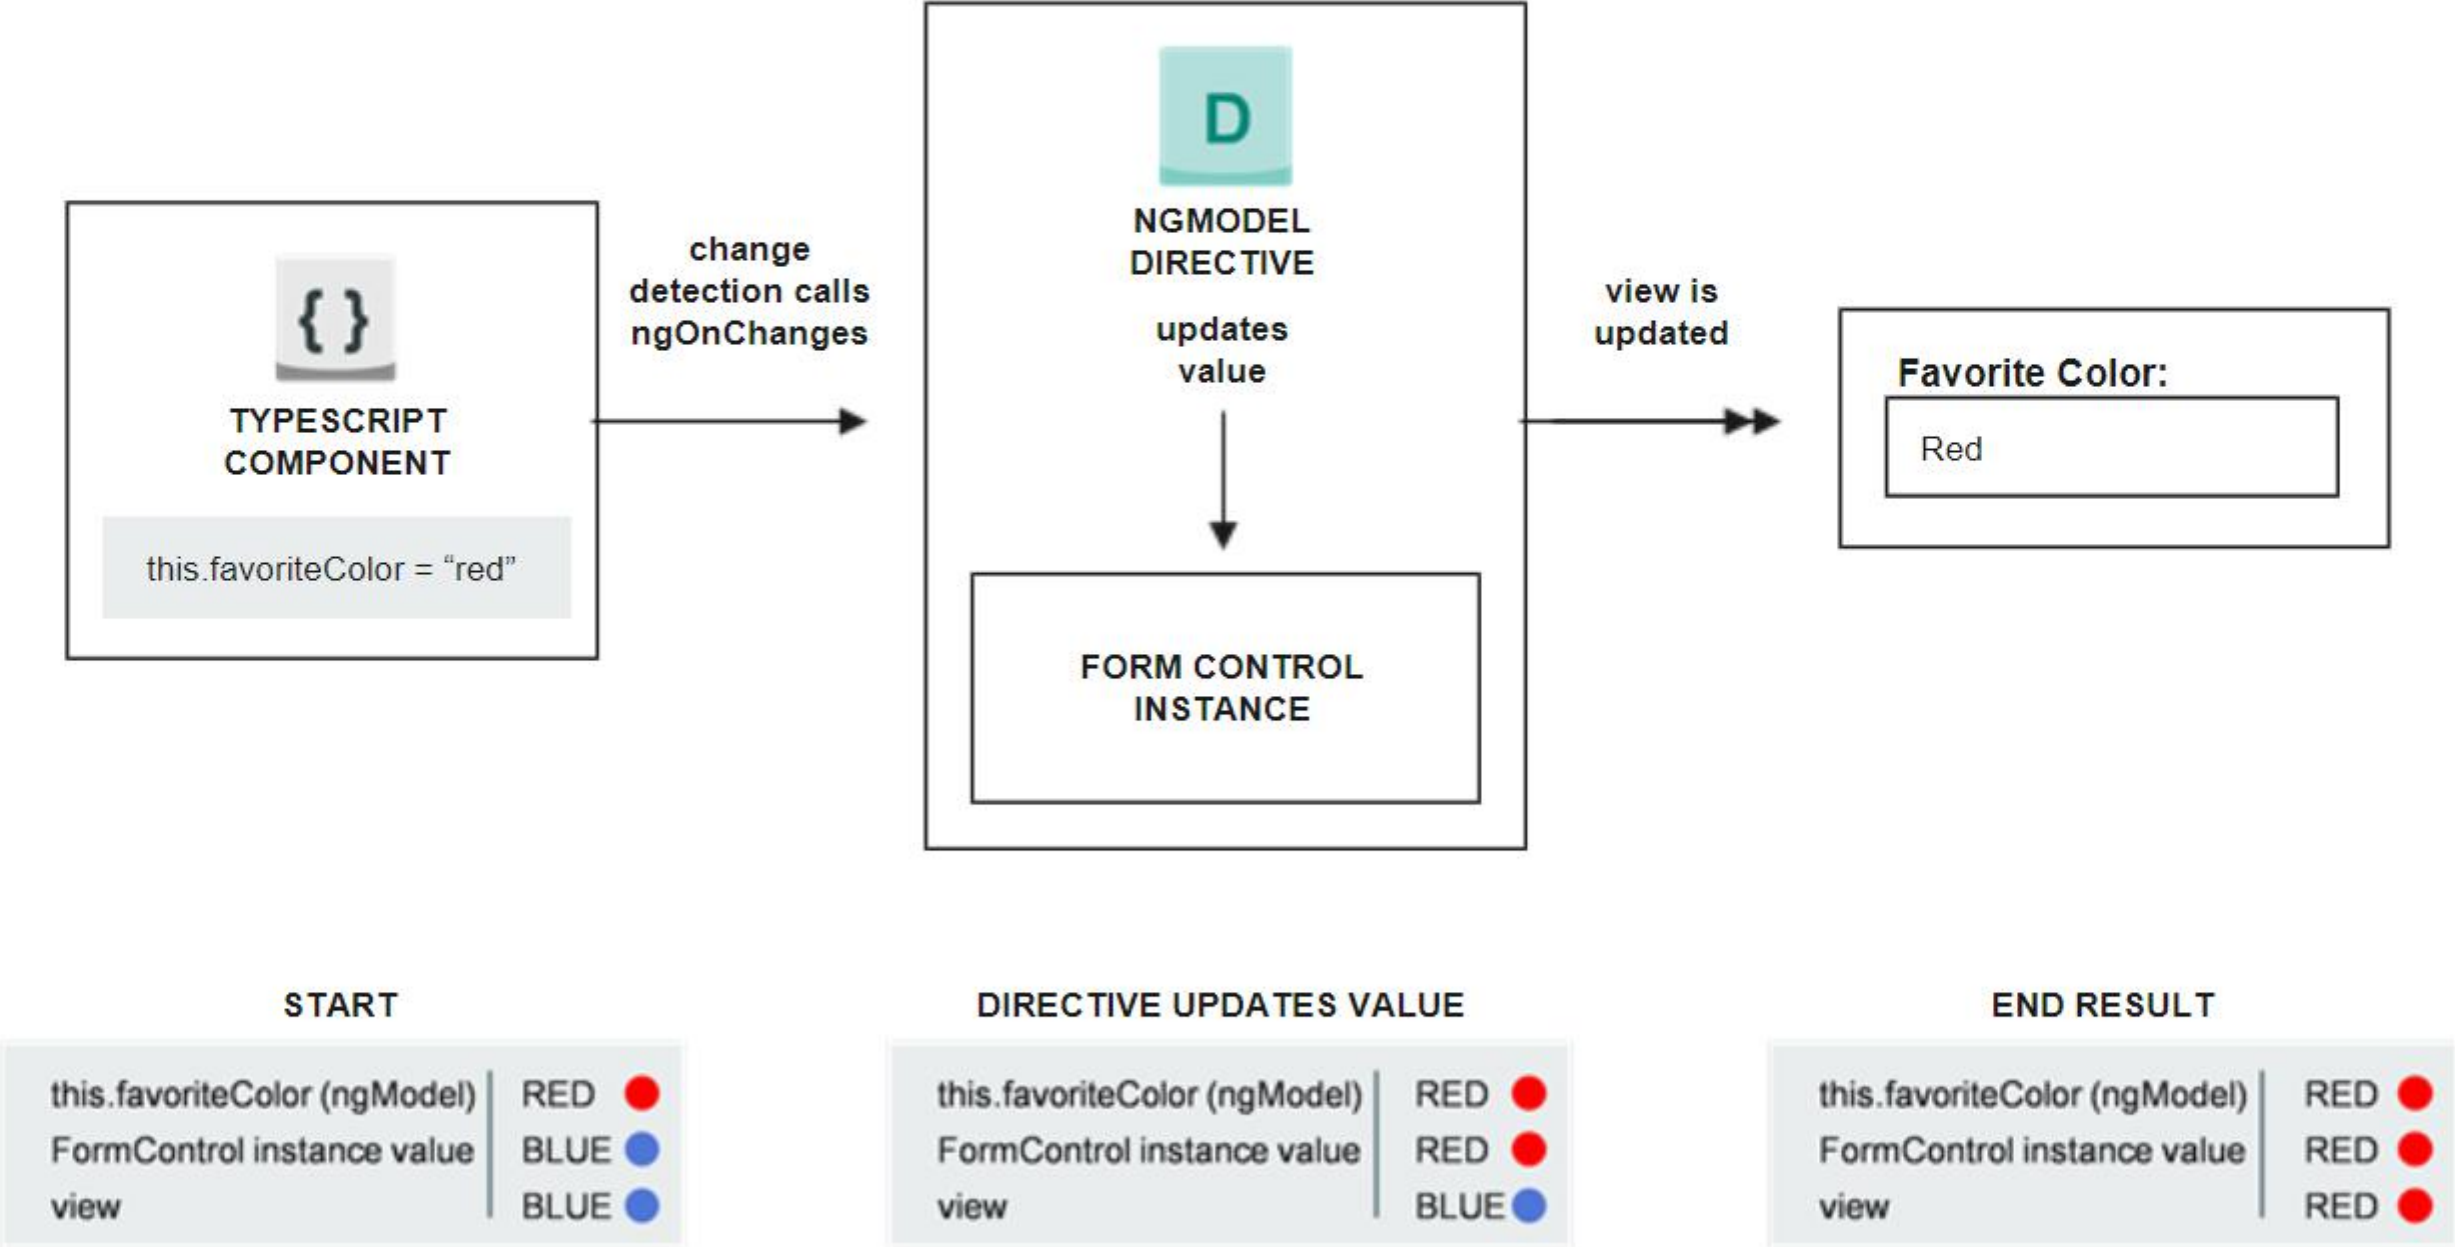 { }
TYPESCRIPT
COMPONENT
this.favoriteColor = “red”
change
detection calls
ngOnChanges
D
NGMODEL
DIRECTIVE
updates
value
FORM CONTROL
INSTANCE
view is
updated
Favorite Color:
Red
START
this.favoriteColor (ngModel) RED
FormControl instance value BLUE
view BLUE
DIRECTIVE UPDATES VALUE
this.favoriteColor (ngModel) RED
FormControl instance value RED
view BLUE
END RESULT
this.favoriteColor (ngModel) RED
FormControl instance value RED
view RED